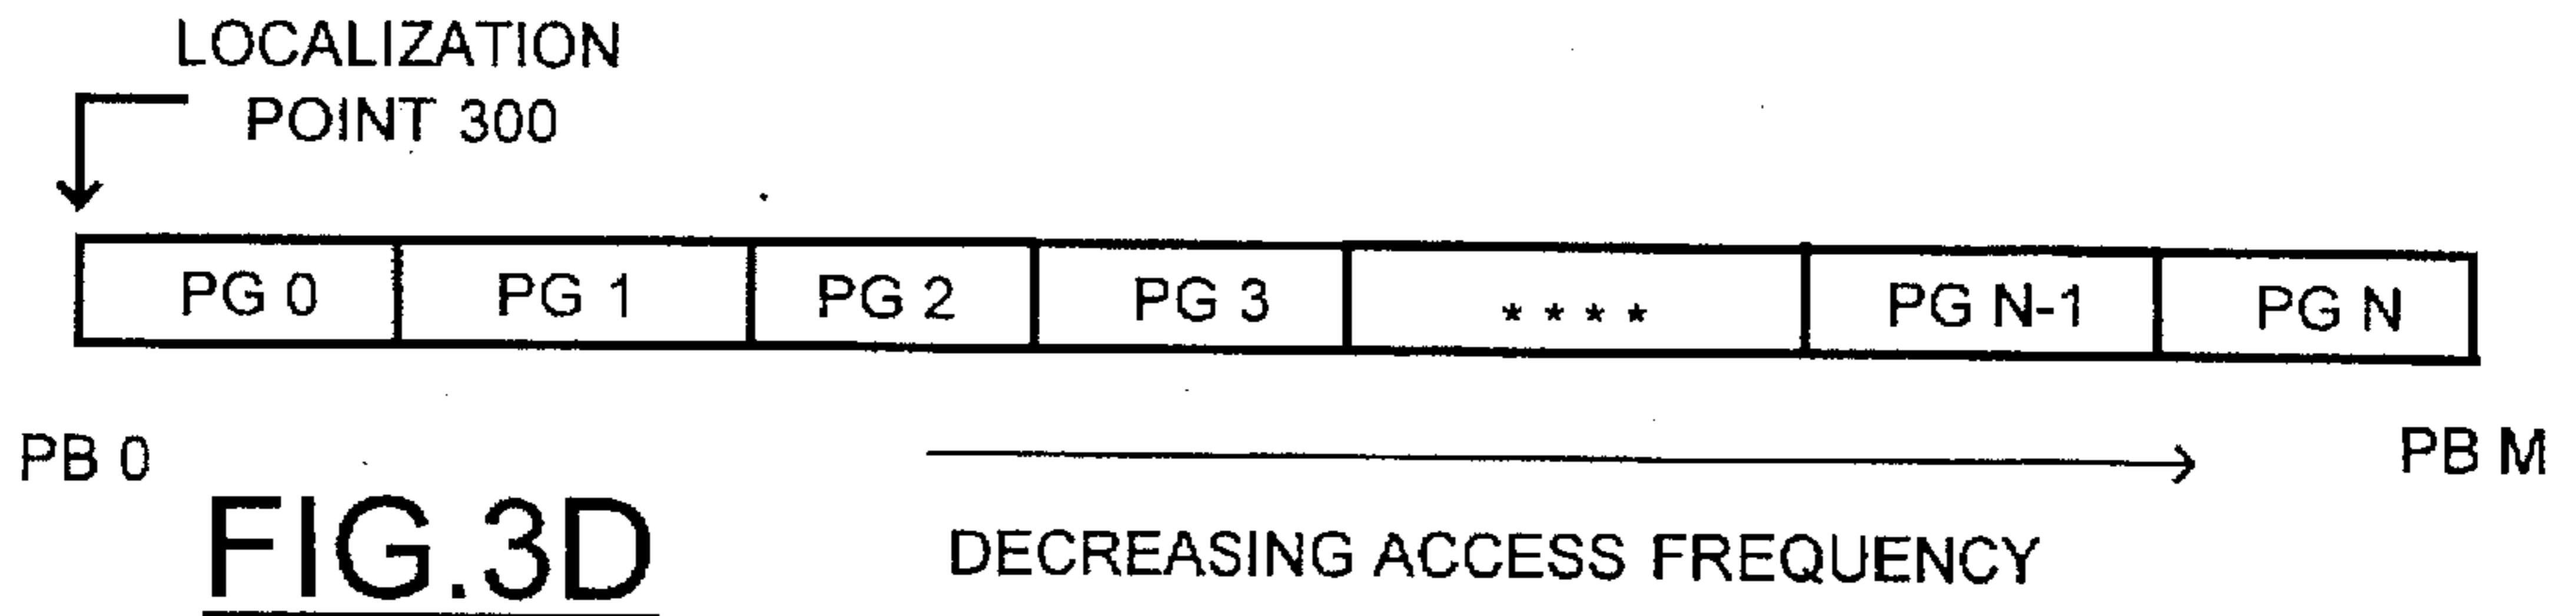 LOCALIZATION
POINT 300
PG 0 PG 1 PG 2 PG 3 **** PG N-1 PG N
PB 0 PB M
FIG.3D
DECREASING ACCESS FREQUENCY